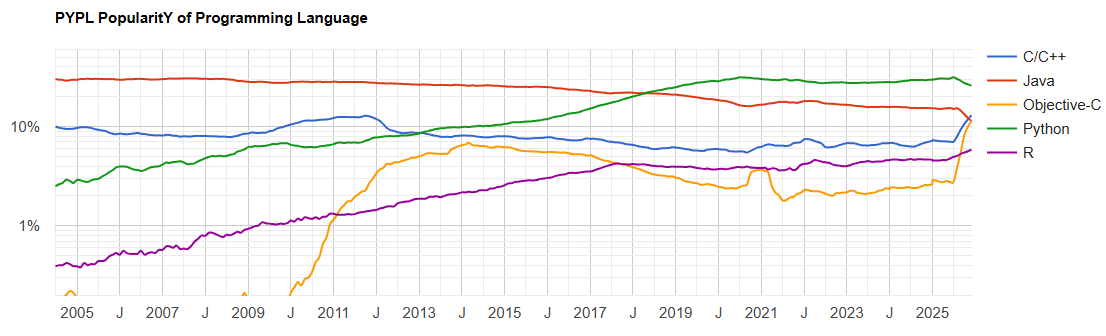 PYPL PopularitY of Programming Language
10%
1%
2005 J 2007 J 2009 J 2011 J 2013 J 2015 J 2017 J 2019 J 2021 J 2023 J 2025
C/C++
Java
Objective-C
Python
R